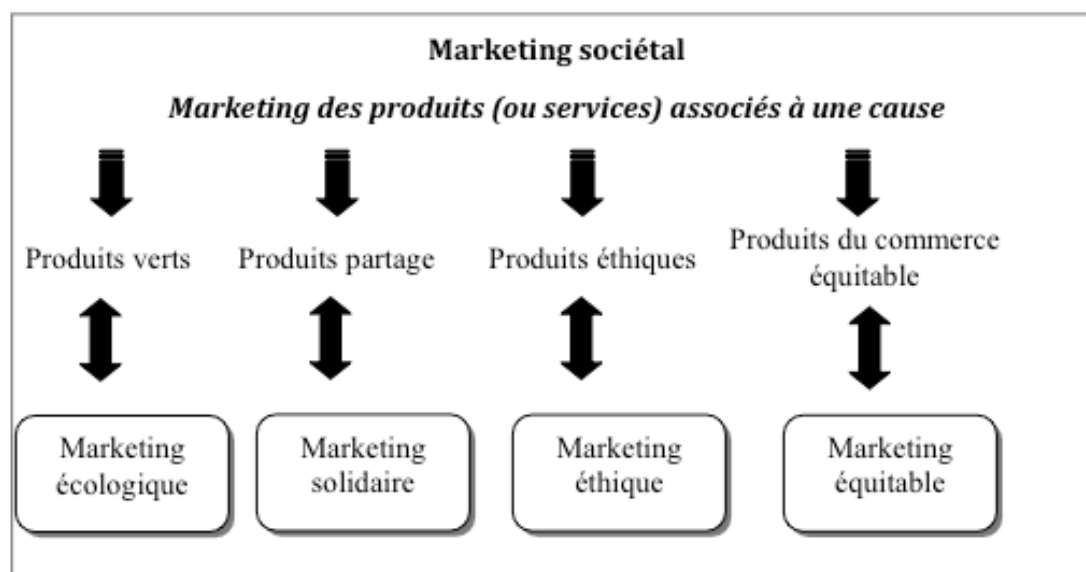 Marketing sociétal
Marketing des produits (ou services) associés à une cause
Produits verts
Produits partage
Produits éthiques
Produits du commerce
équitable
Marketing
écologique
Marketing
solidaire
Marketing
éthique
Marketing
équitable